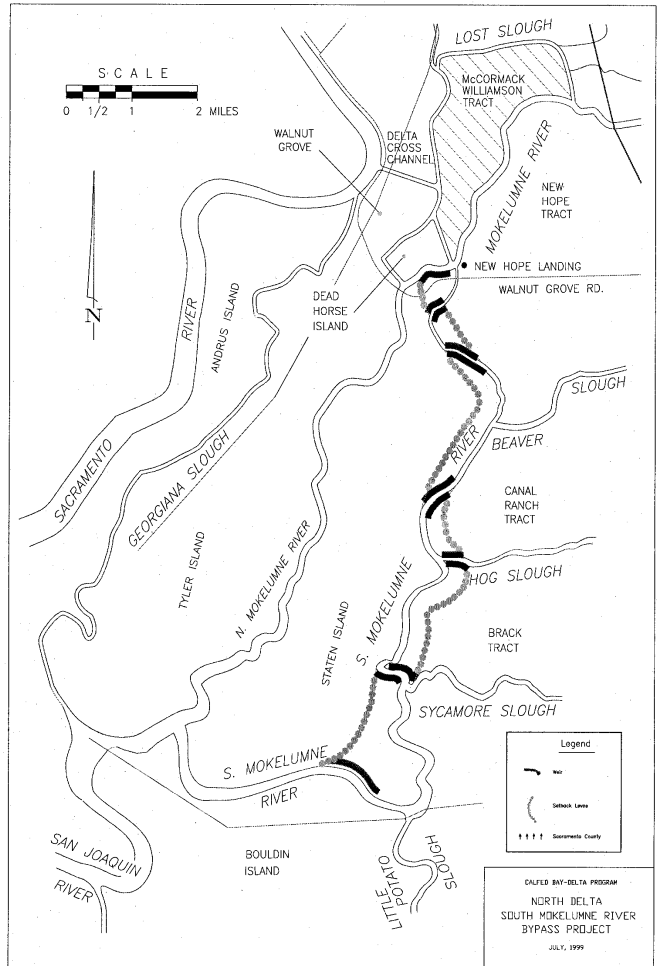 LOST SLOUGH
SCALE
0 1/2 1 2 MILES
McCORMACK
WILLIAMSON
TRACT
WALNUT
GROVE
DELTA
CROSS
CHANNEL
MOKELUMNE RIVER
NEW
HOPE
TRACT
NEW HOPE LANDING
WALNUT GROVE RD.
DEAD
HORSE
ISLAND
N
ANDRUS ISLAND
RIVER
SACRAMENTO
GEORGIANA SLOUGH
SLOUGH
BEAVER
RIVER
CANAL
RANCH
TRACT
TYLER ISLAND
N. MOKELUMNE RIVER
STATEN ISLAND
S. MOKELUMNE
HOG SLOUGH
BRACK
TRACT
SYCAMORE SLOUGH
S. MOKELUMNE
RIVER
Legend
Weir
Setback Levee
Sacramento County
SAN JOAQUIN
RIVER
BOULDIN
ISLAND
LITTLE
POTATO
SLOUGH
CALFED BAY-DELTA PROGRAM
NORTH DELTA
SOUTH MOKELUMNE RIVER
BYPASS PROJECT
JULY, 1999